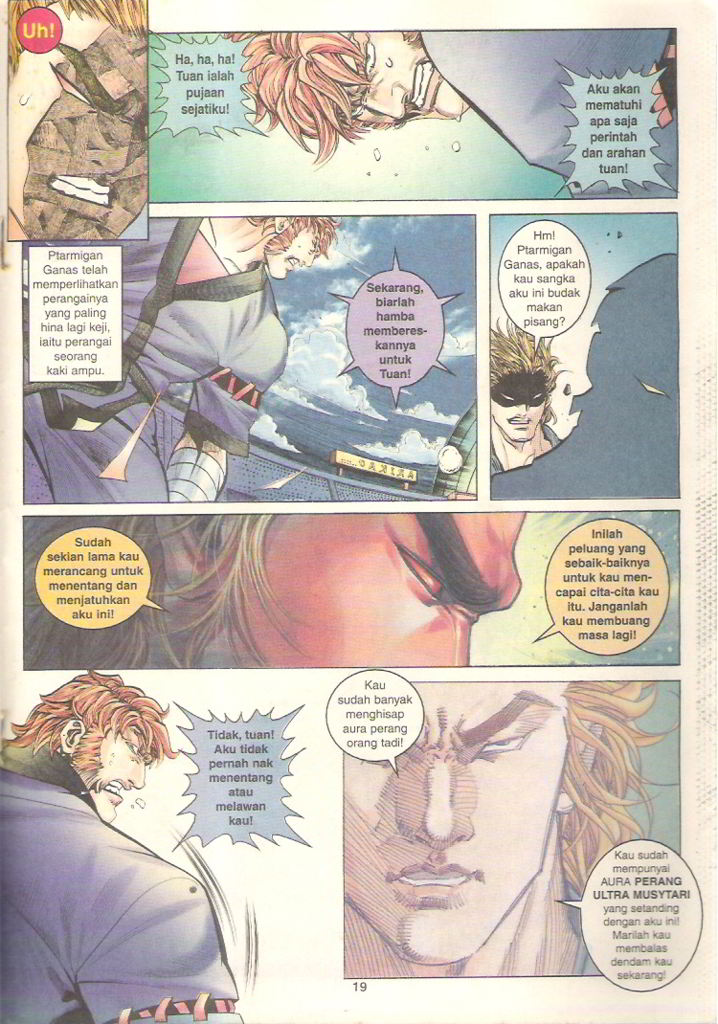 Uh!
Ha, ha, ha!
Tuan ialah
pujaan
sejatiku!
Aku akan
mematuhi
apa saja
perintah
dan arahan
tuan!
Ptarmigan
Ganas telah
memperlihatkan
perangainya
yang paling
hina lagi keji,
iaitu perangai
seorang
kaki ampu.
Sekarang,
biarlah
hamba
memberes-
kannya
untuk
Tuan!
Hm!
Ptarmigan
Ganas, apakah
kau sangka
aku ini budak
makan
pisang?
Sudah
sekian lama kau
merancang untuk
menentang dan
menjatuhkan
aku ini!
Inilah
peluang yang
sebaik-baiknya
untuk kau men-
capai cita-cita kau
itu. Janganlah
kau membuang
masa lagi!
Tidak, tuan!
Aku tidak
pernah nak
menentang
atau
melawan
kau!
Kau
sudah banyak
menghisap
aura perang
orang tadi!
Kau sudah
mempunyai
AURA PERANG
ULTRA MUSYTARI
yang setanding
dengan aku ini!
Marilah kau
membalas
dendam kau
sekarang!
19